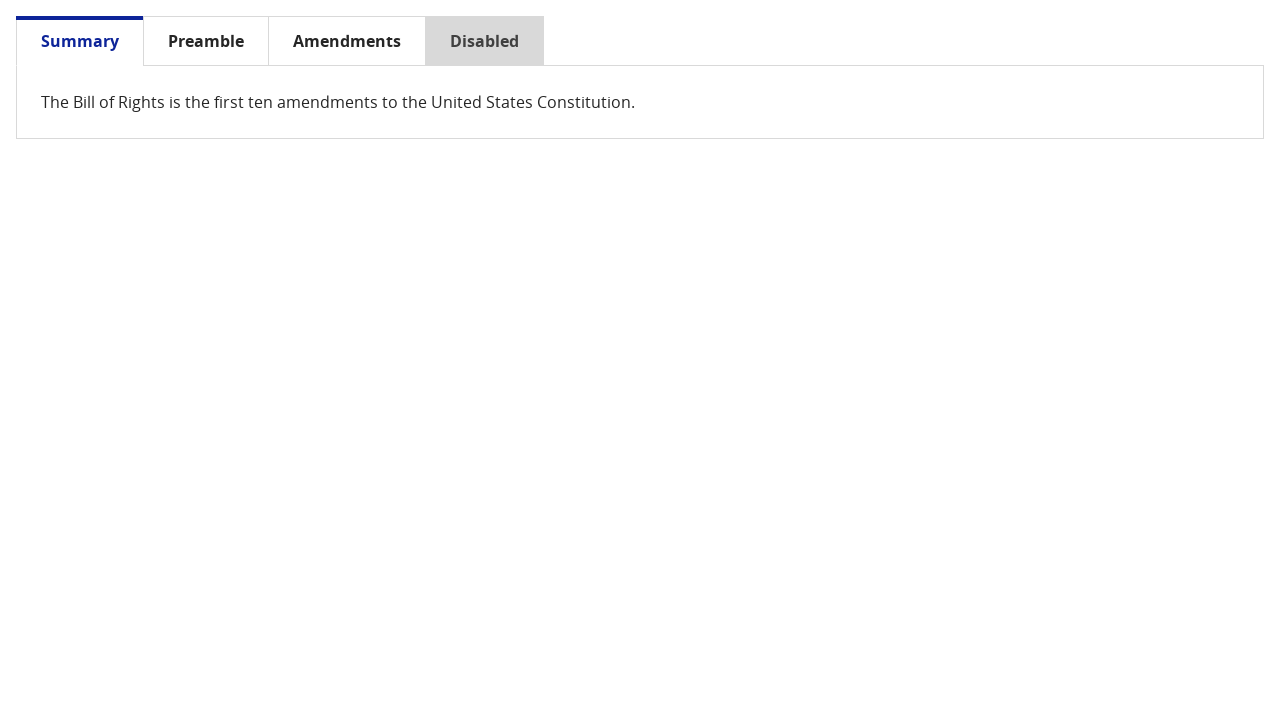 Summary Preamble Amendments Disabled
The Bill of Rights is the first ten amendments to the United States Constitution.